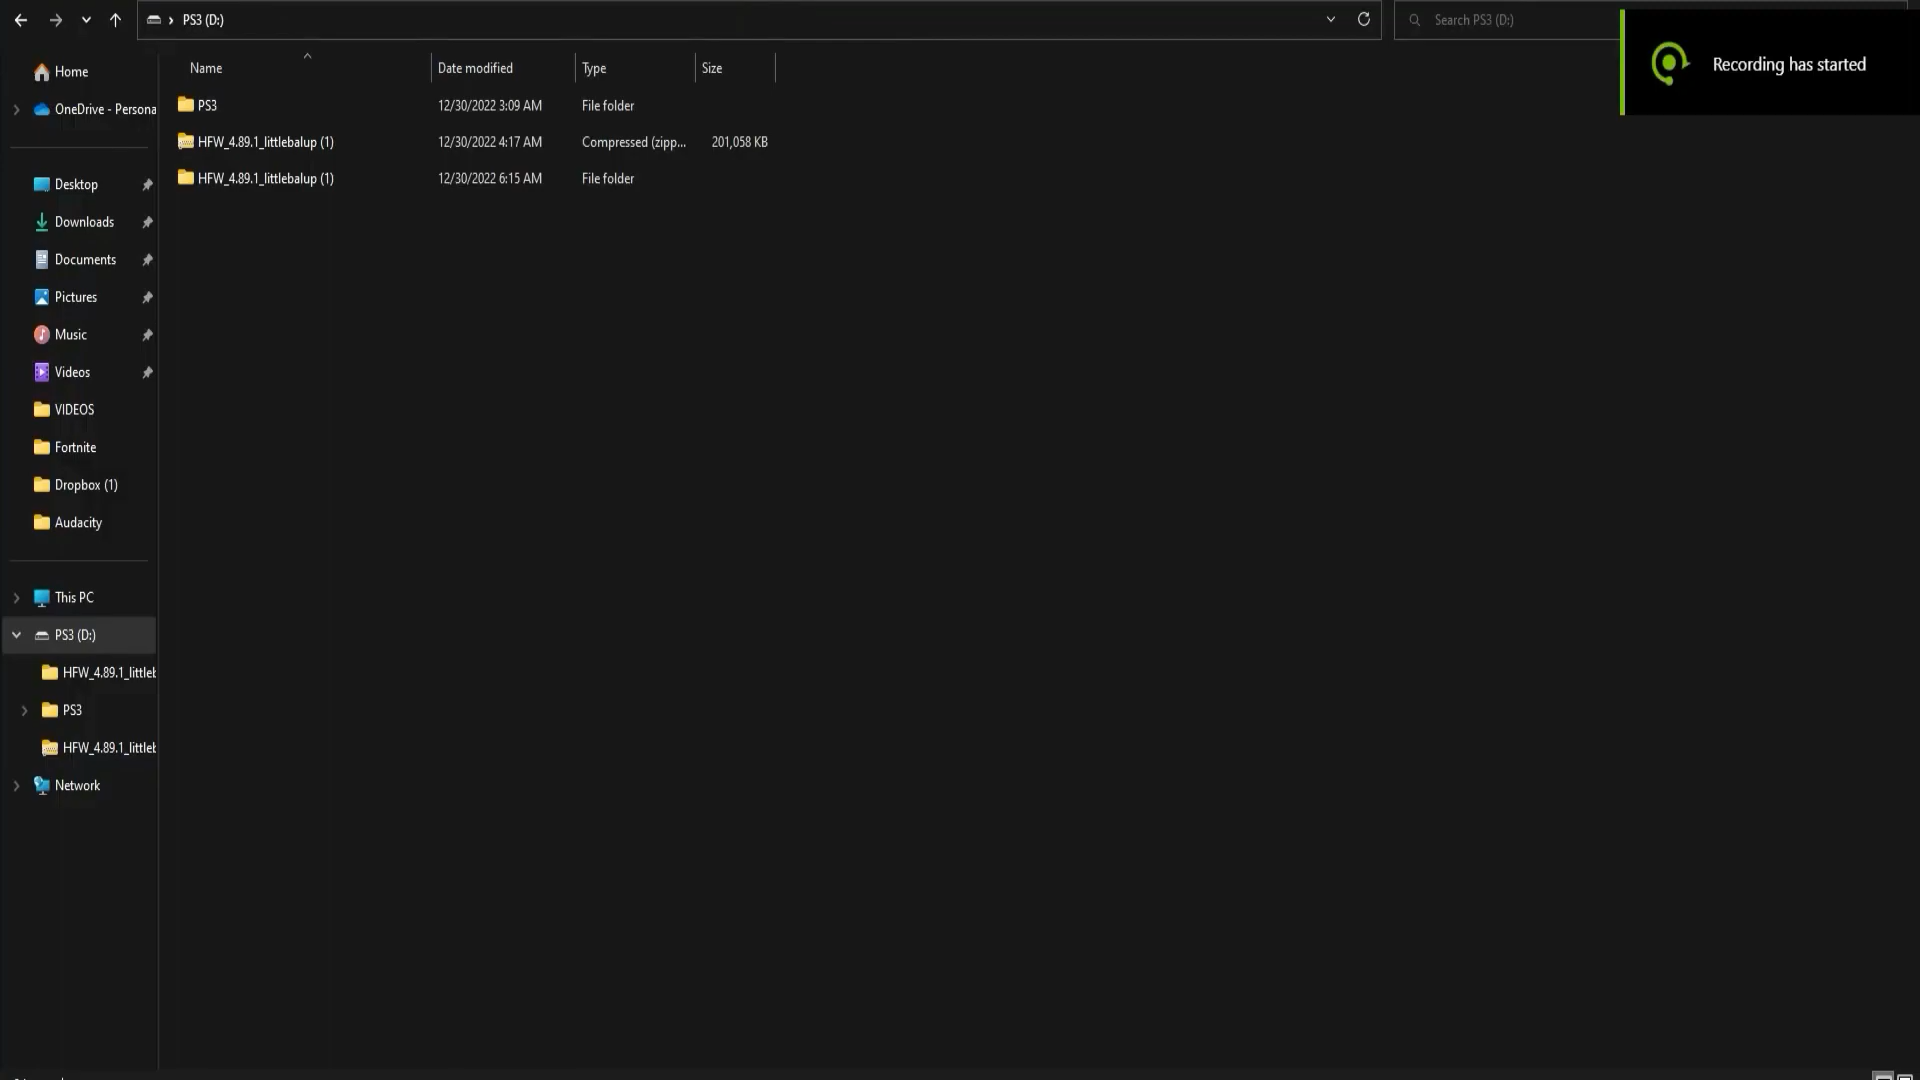 PS3 (D:)
Search PS3 (D:)
Recording has started
Name Date modified Type Size
PS3 12/30/2022 3:09 AM File folder
HFW_4.89.1_littlebalup (1) 12/30/2022 4:17 AM Compressed (zipp... 201,058 KB
HFW_4.89.1_littlebalup (1) 12/30/2022 6:15 AM File folder
Home
OneDrive - Persona
Desktop
Downloads
Documents
Pictures
Music
Videos
VIDEOS
Fortnite
Dropbox (1)
Audacity
This PC
PS3 (D:)
HFW_4.89.1_littleb
PS3
HFW_4.89.1_littleb
Network